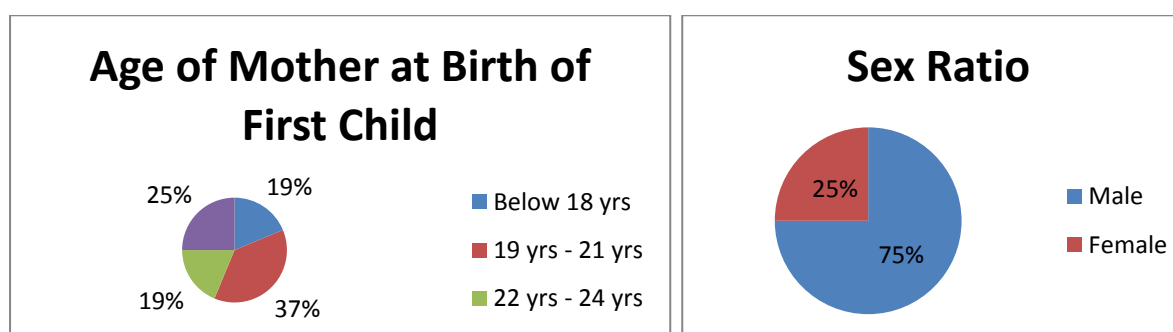 Age of Mother at Birth of
First Child
25%
19%
19%
37%
Below 18 yrs
19 yrs - 21 yrs
22 yrs - 24 yrs
Sex Ratio
25%
75%
Male
Female